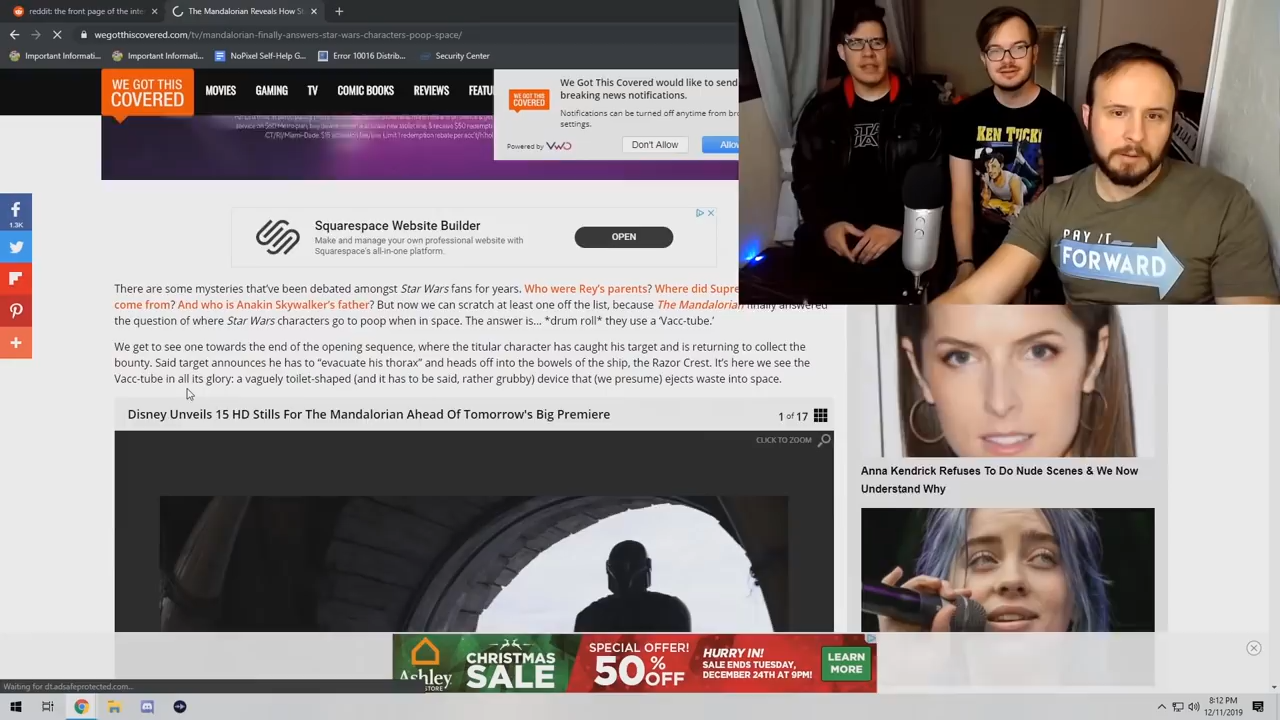 reddit: the front page of the inte
The Mandalorian Reveals How S
wegotthiscovered.com/tv/mandalorian-finally-answers-star-wars-characters-poop-space/
Important Informati...
Important Informati...
NoPixel Self-Help G...
Error 10016 Distrib...
Security Center
WE GOT THIS
COVERED
MOVIES
GAMING
TV
COMIC BOOKS
REVIEWS
FEATU
We Got This Covered would like to send
breaking news notifications.
Notifications can be turned off anytime from bro
settings.
WE GOT THIS
COVERED
Powered by VWO
Don't Allow
Allo
KEN TUCKY
PAY IT
FORWARD
1.3K
Squarespace Website Builder
Make and manage your own professional website with
Squarespace's all-in-one platform.
OPEN
There are some mysteries that've been debated amongst Star Wars fans for years. Who were Rey's parents? Where did Supre
come from? And who is Anakin Skywalker's father? But now we can scratch at least one off the list, because The Mandalorian finally answered
the question of where Star Wars characters go to poop when in space. The answer is... *drum roll* they use a 'Vacc-tube.'
We get to see one towards the end of the opening sequence, where the titular character has caught his target and is returning to collect the
bounty. Said target announces he has to "evacuate his thorax" and heads off into the bowels of the ship, the Razor Crest. It's here we see the
Vacc-tube in all its glory: a vaguely toilet-shaped (and it has to be said, rather grubby) device that (we presume) ejects waste into space.
Disney Unveils 15 HD Stills For The Mandalorian Ahead Of Tomorrow's Big Premiere
1 of 17
CLICK TO ZOOM
Anna Kendrick Refuses To Do Nude Scenes & We Now
Understand Why
Ashley
STORE
CHRISTMAS
SALE
SPECIAL OFFER!
50% OFF
HURRY IN!
SALE ENDS TUESDAY,
DECEMBER 24TH AT 9PM!
LEARN
MORE
Waiting for dt.adsafeprotected.com...
8:12 PM
12/11/2019